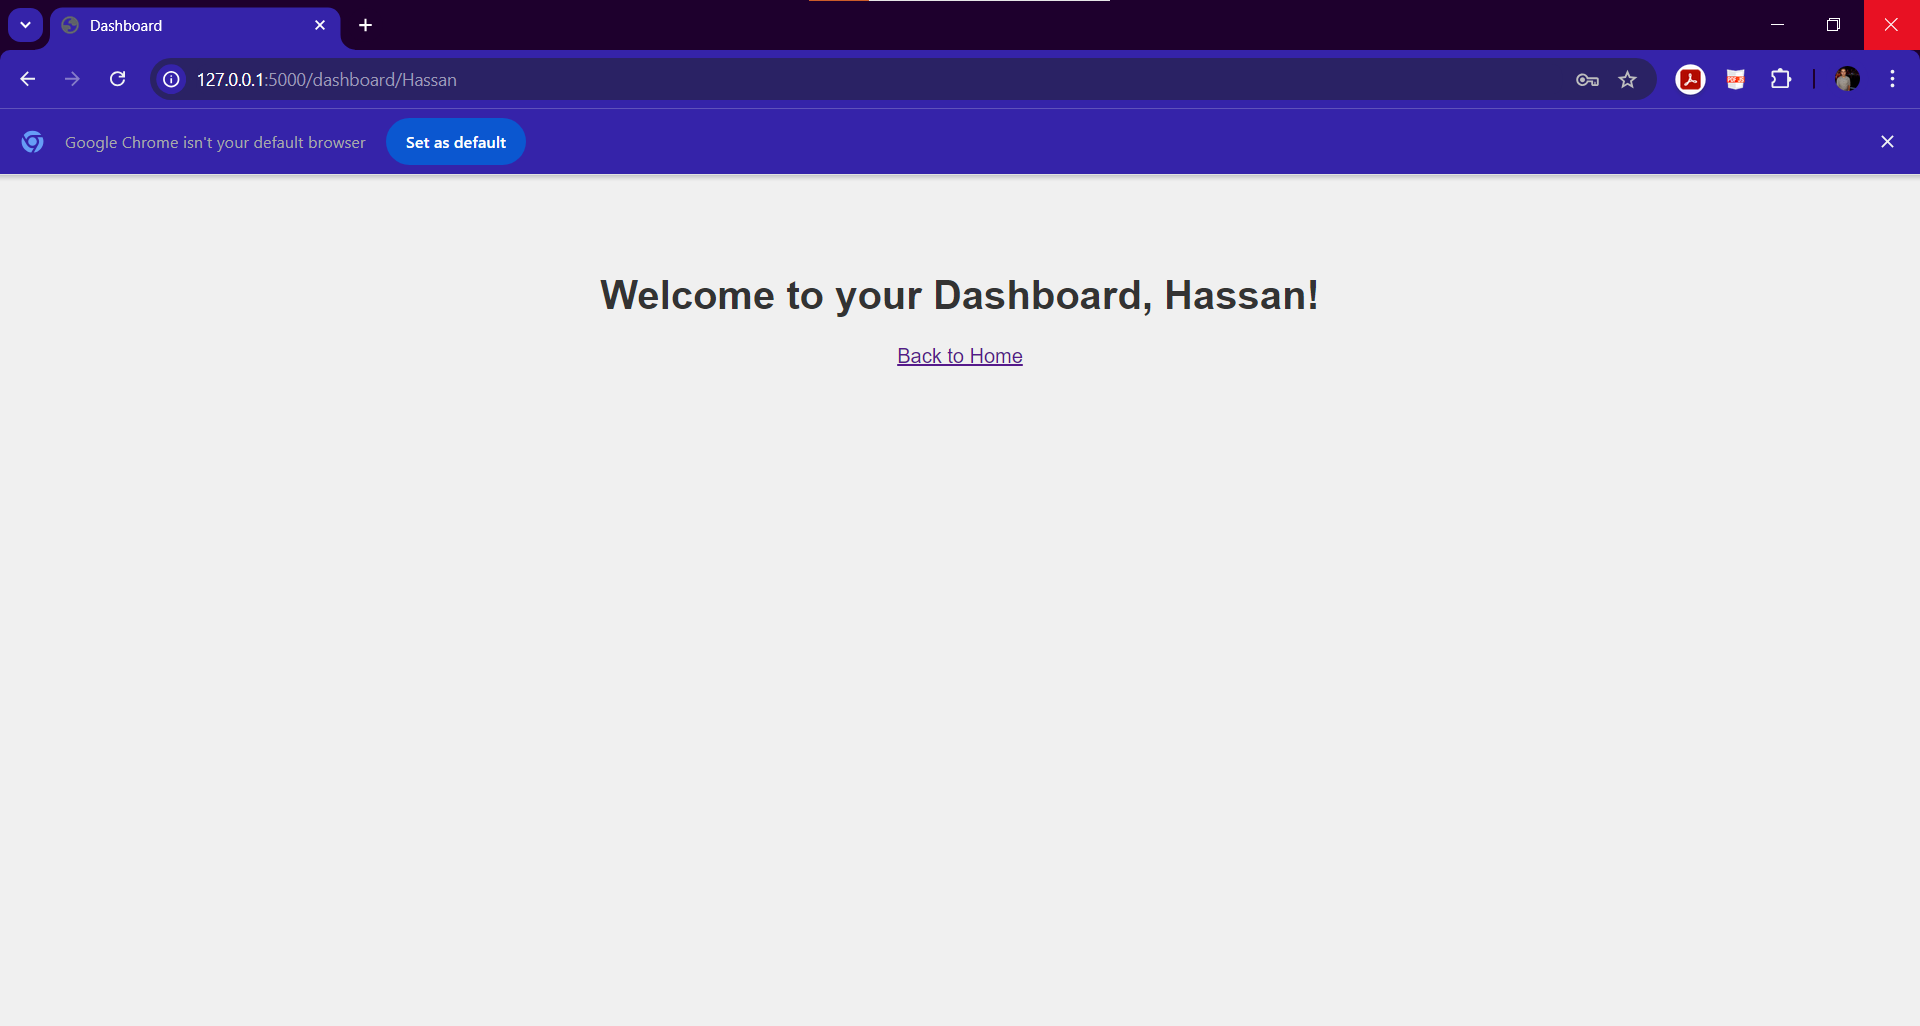 Dashboard
127.0.0.1:5000/dashboard/Hassan
Google Chrome isn't your default browser
Set as default
Welcome to your Dashboard, Hassan!
Back to Home